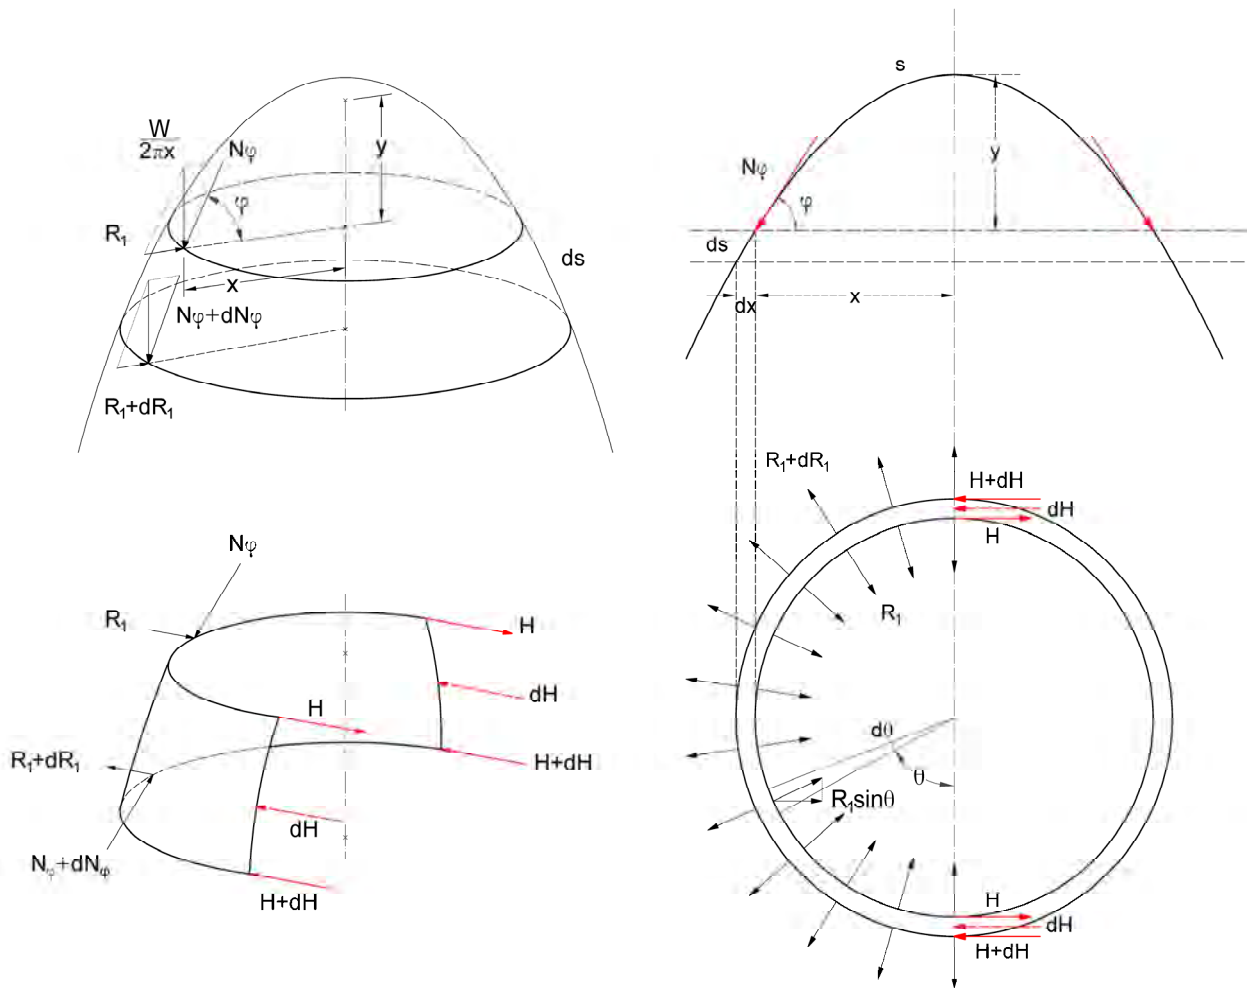 W
2πx
Nφ
y
φ
R₁
x
ds
Nφ+dNφ
R₁+dR₁
s
y
Nφ
φ
ds
dx
x
Nφ
R₁
H
dH
H
R₁+dR₁
H+dH
dH
Nφ+dNφ
H+dH
R₁+dR₁
H+dH
dH
H
R₁
dθ
θ
R₁sinθ
H
dH
H+dH